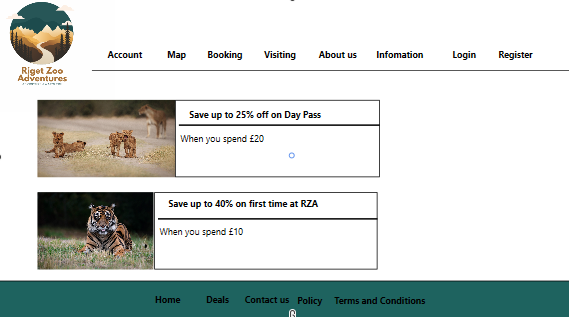 Riget Zoo
Adventures
Account Map Booking Visiting About us Infomation Login Register
Save up to 25% off on Day Pass
When you spend £20
Save up to 40% on first time at RZA
When you spend £10
Home Deals Contact us Policy Terms and Conditions